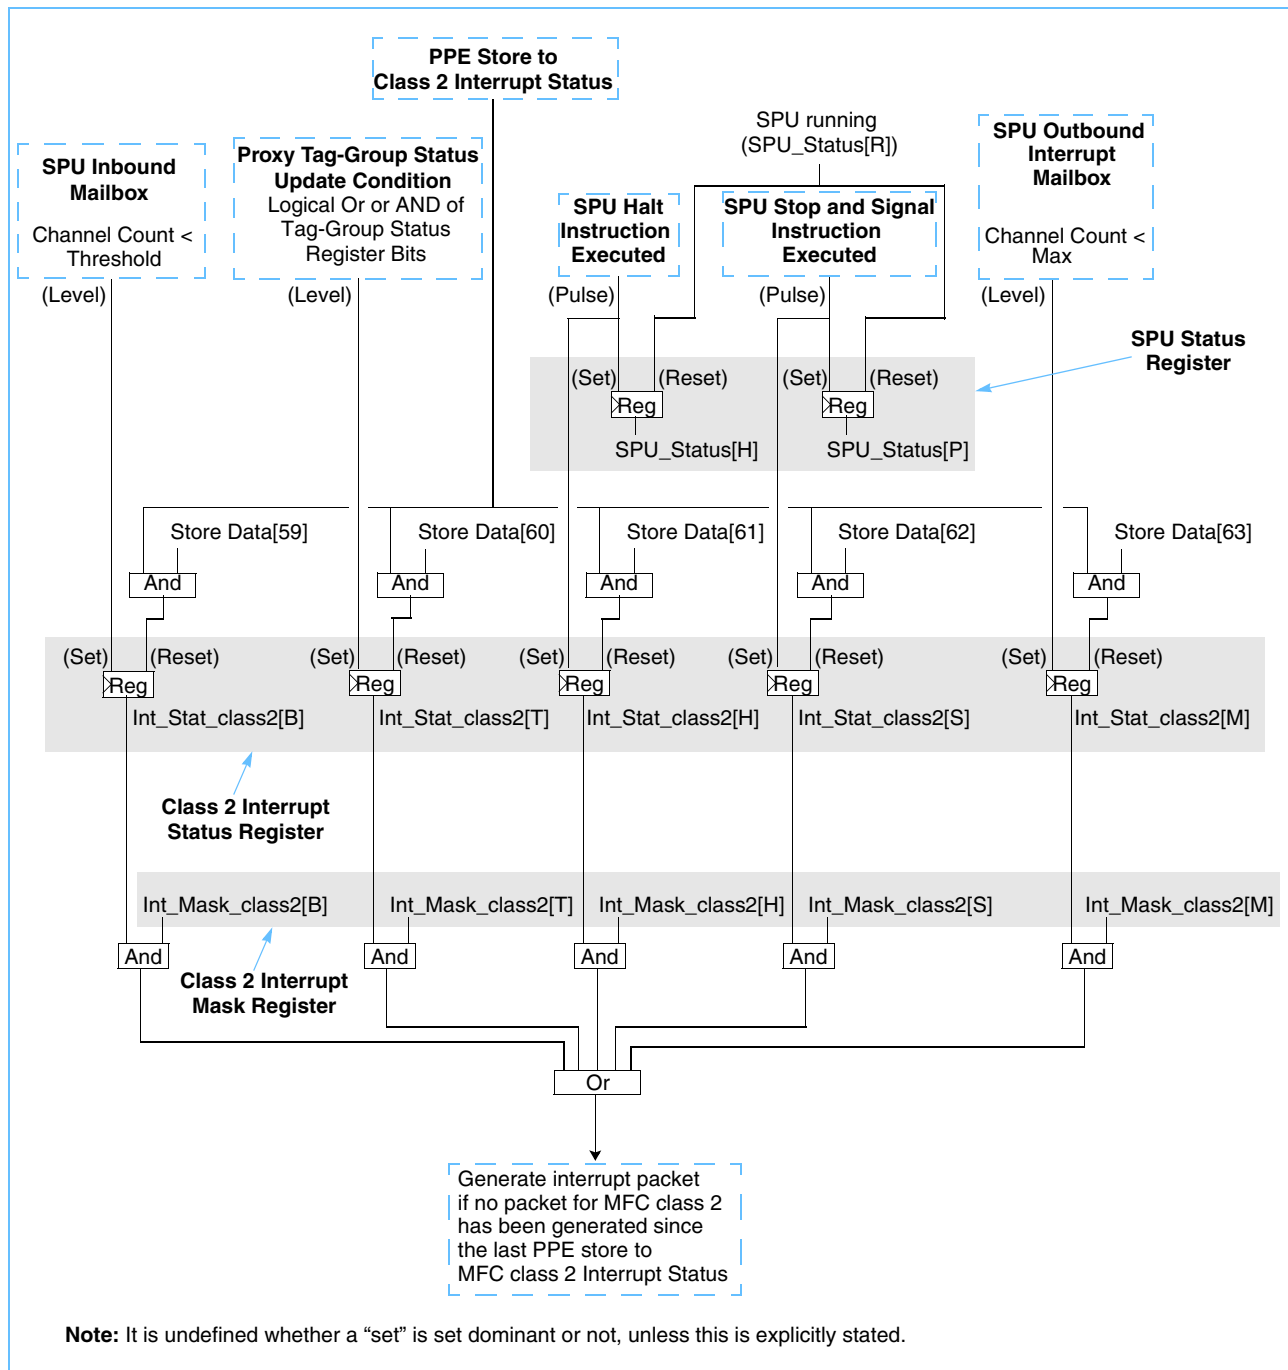 PPE Store to
Class 2 Interrupt Status
SPU Inbound
Mailbox
Channel Count <
Threshold
(Level)
Proxy Tag-Group Status
Update Condition
Logical Or or AND of
Tag-Group Status
Register Bits
(Level)
SPU running
(SPU_Status[R])
SPU Halt
Instruction
Executed
(Pulse)
SPU Stop and Signal
Instruction
Executed
(Pulse)
SPU Outbound
Interrupt
Mailbox
Channel Count <
Max
(Level)
SPU Status
Register
(Set) (Reset) (Set) (Reset)
Reg Reg
SPU_Status[H] SPU_Status[P]
Store Data[59] Store Data[60] Store Data[61] Store Data[62] Store Data[63]
And And And And And
(Set) (Reset) (Set) (Reset) (Set) (Reset) (Set) (Reset) (Set) (Reset)
Reg Reg Reg Reg Reg
Int_Stat_class2[B] Int_Stat_class2[T] Int_Stat_class2[H] Int_Stat_class2[S] Int_Stat_class2[M]
Class 2 Interrupt
Status Register
Int_Mask_class2[B] Int_Mask_class2[T] Int_Mask_class2[H] Int_Mask_class2[S] Int_Mask_class2[M]
And And And And And
Class 2 Interrupt
Mask Register
Or
Generate interrupt packet
if no packet for MFC class 2
has been generated since
the last PPE store to
MFC class 2 Interrupt Status
Note: It is undefined whether a “set” is set dominant or not, unless this is explicitly stated.